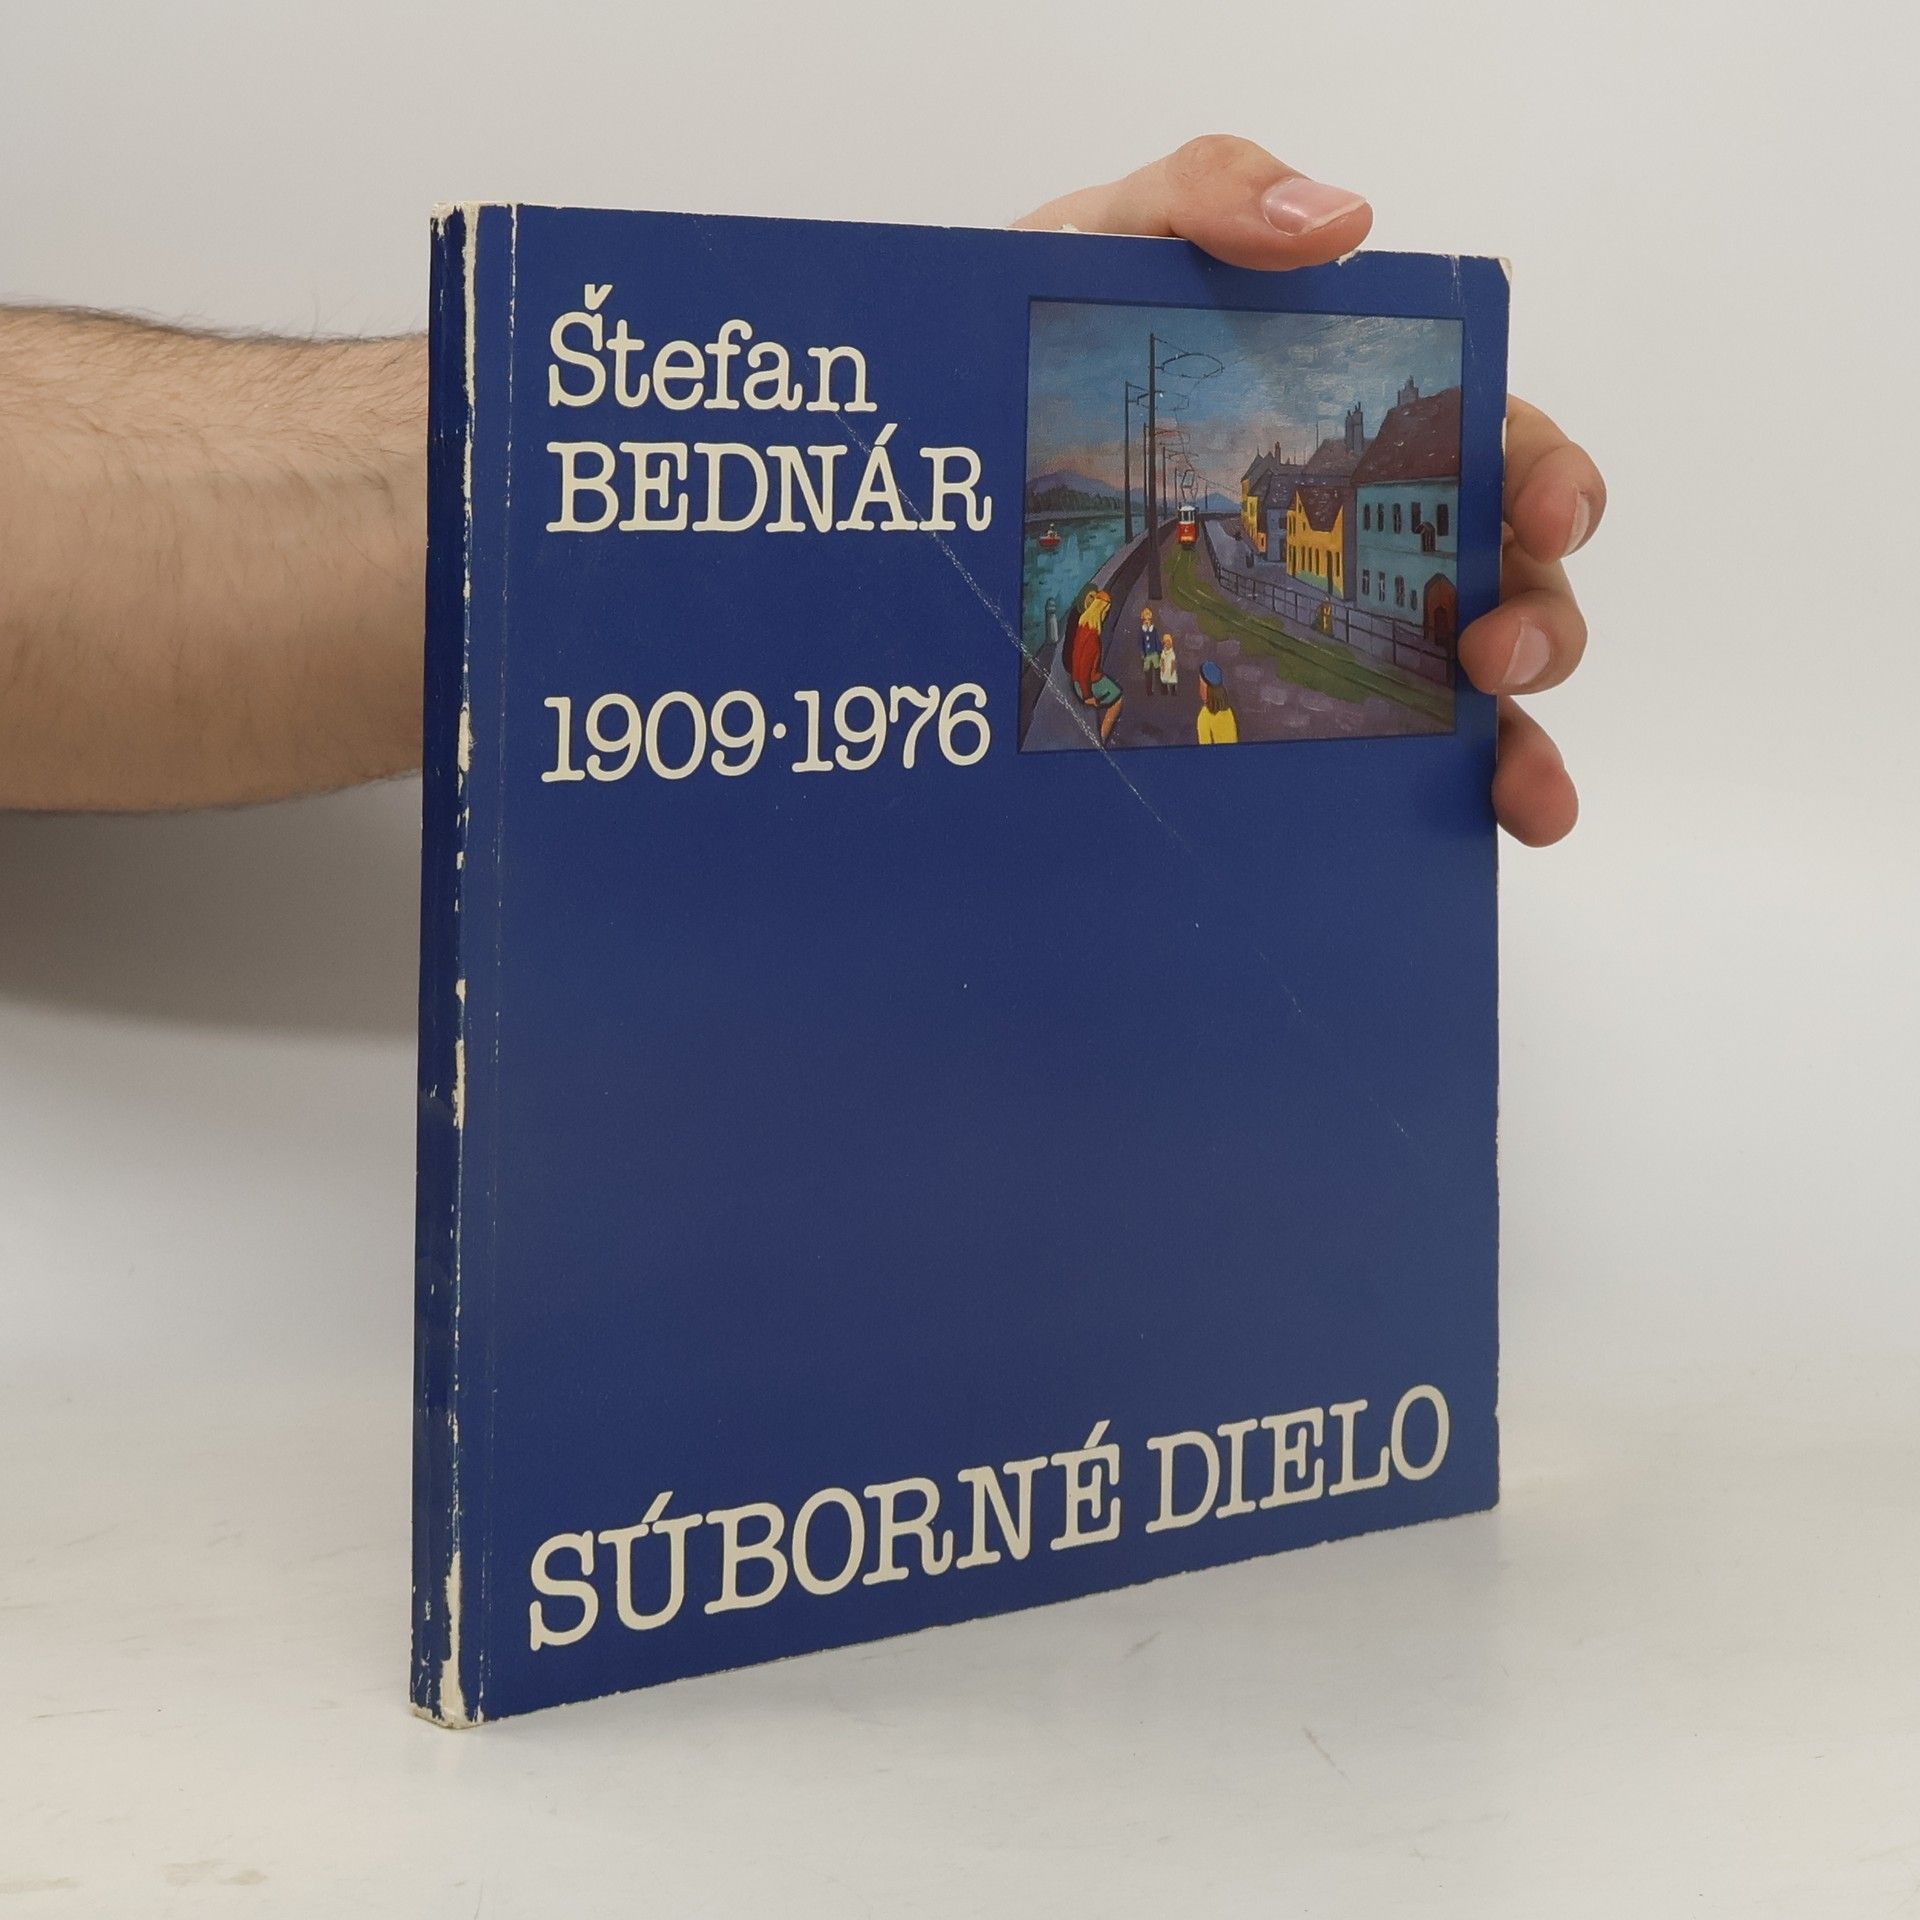 Štefan
BEDNÁR
1909·1976
SÚBORNÉ DIELO